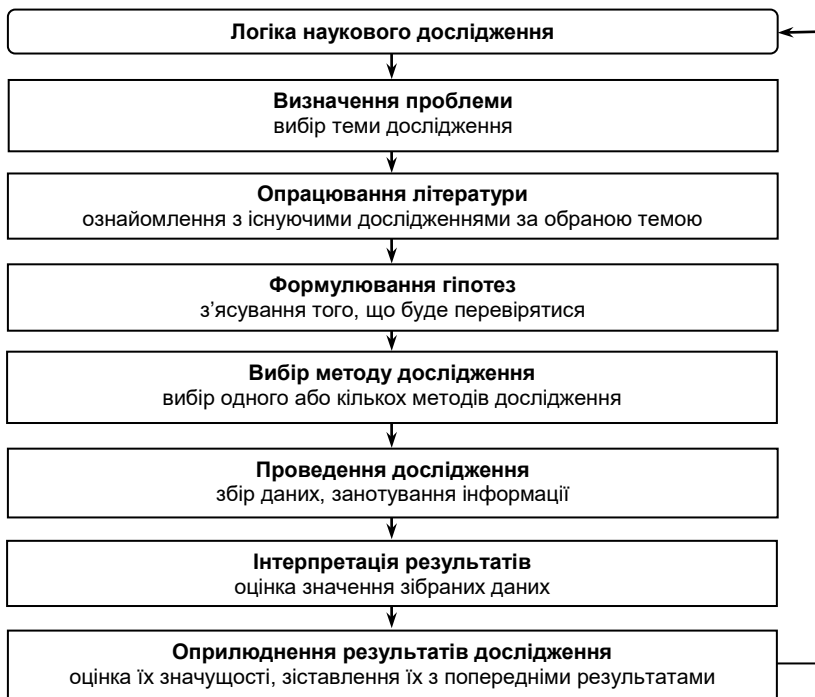 Логіка наукового дослідження
Визначення проблеми
вибір теми дослідження
Опрацювання літератури
ознайомлення з існуючими дослідженнями за обраною темою
Формулювання гіпотез
з’ясування того, що буде перевірятися
Вибір методу дослідження
вибір одного або кількох методів дослідження
Проведення дослідження
збір даних, занотування інформації
Інтерпретація результатів
оцінка значення зібраних даних
Оприлюднення результатів дослідження
оцінка їх значущості, зіставлення їх з попередніми результатами